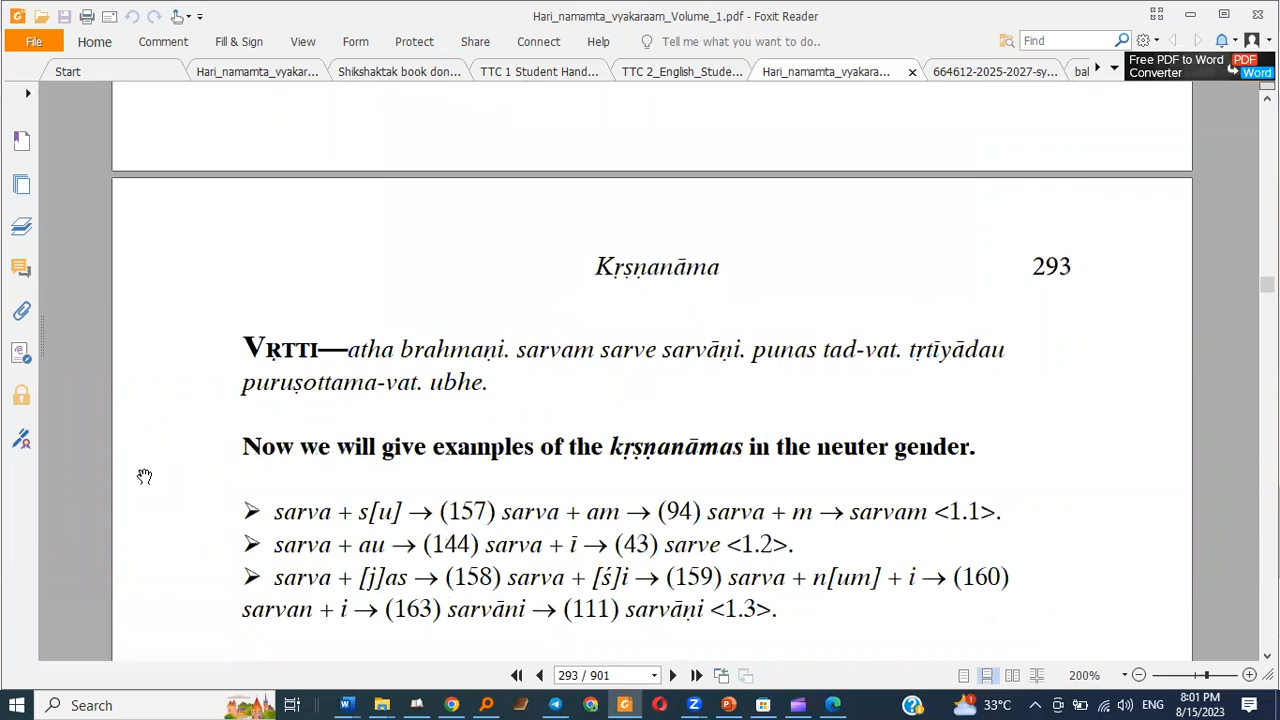 Hari_namamta_vyakaraam_Volume_1.pdf - Foxit Reader
File Home Comment Fill & Sign View Form Protect Share Connect Help Tell me what you want to do.. Find
Start Hari_namamta_vyakar... Shikshaktak book don... TTC 1 Student Hand... TTC 2_English_Stude... Hari_namamta_vyakara... 664612-2025-2027-sy... bal
Free PDF to Word
Converter
PDF
Word
Kṛṣṇanāma 293
VṚTTI—atha brahmaṇi. sarvam sarve sarvāṇi. punas tad-vat. tṛtīyādau
puruṣottama-vat. ubhe.
Now we will give examples of the kṛṣṇanāmas in the neuter gender.
➢ sarva + s[u] → (157) sarva + am → (94) sarva + m → sarvam <1.1>.
➢ sarva + au → (144) sarva + ī → (43) sarve <1.2>.
➢ sarva + [j]as → (158) sarva + [ś]i → (159) sarva + n[um] + i → (160)
sarvan + i → (163) sarvāni → (111) sarvāṇi <1.3>.
293 / 901 200%
Search 33°C ENG 8:01 PM
8/15/2023